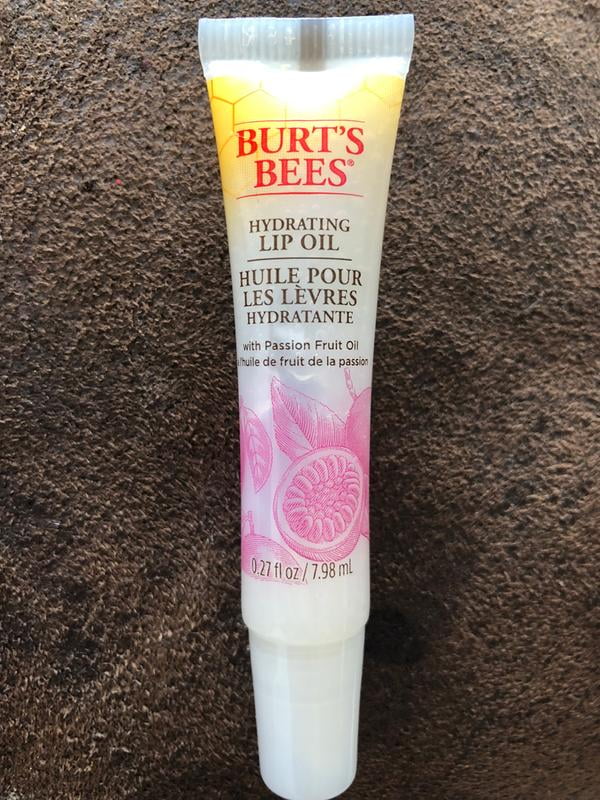 BURT'S
BEES®
HYDRATING
LIP OIL
HUILE POUR
LES LÈVRES
HYDRATANTE
with Passion Fruit Oil
l'huile de fruit de la passion
0.27 fl oz / 7.98 mL